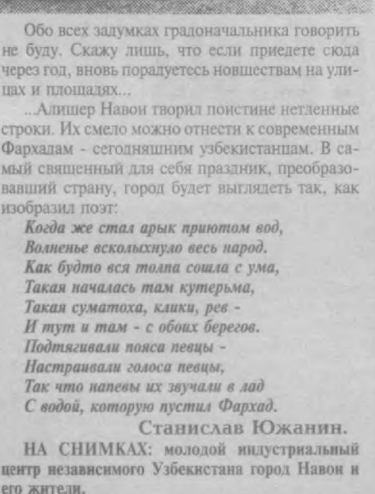 Обо всех задумках градоначальника говорить
не буду. Скажу лишь, что если приедете сюда
через год, вновь порадуетесь новшествам на ули-
цах и площадях...
...Алишер Навои творил поистине нетленные
строки. Их смело можно отнести к современным
Фархадам - сегодняшним узбекистанцам. В са-
мый священный для себя праздник, преобразо-
вавший страну, город будет выглядеть так, как
изобразил поэт:
Когда же стал арык приютом вод,
Волненье всколыхнуло весь народ.
Как будто вся толпа сошла с ума,
Такая началась там кутерьма,
Такая суматоха, клики, рев -
И тут и там - с обоих берегов.
Подтягивали пояса певцы -
Настраивали голоса певцы,
Так что напевы их звучали в лад
С водой, которую пустил Фархад.
Станислав Южанин.
НА СНИМКАХ: молодой индустриальный
центр независимого Узбекистана город Навои и
его жители.